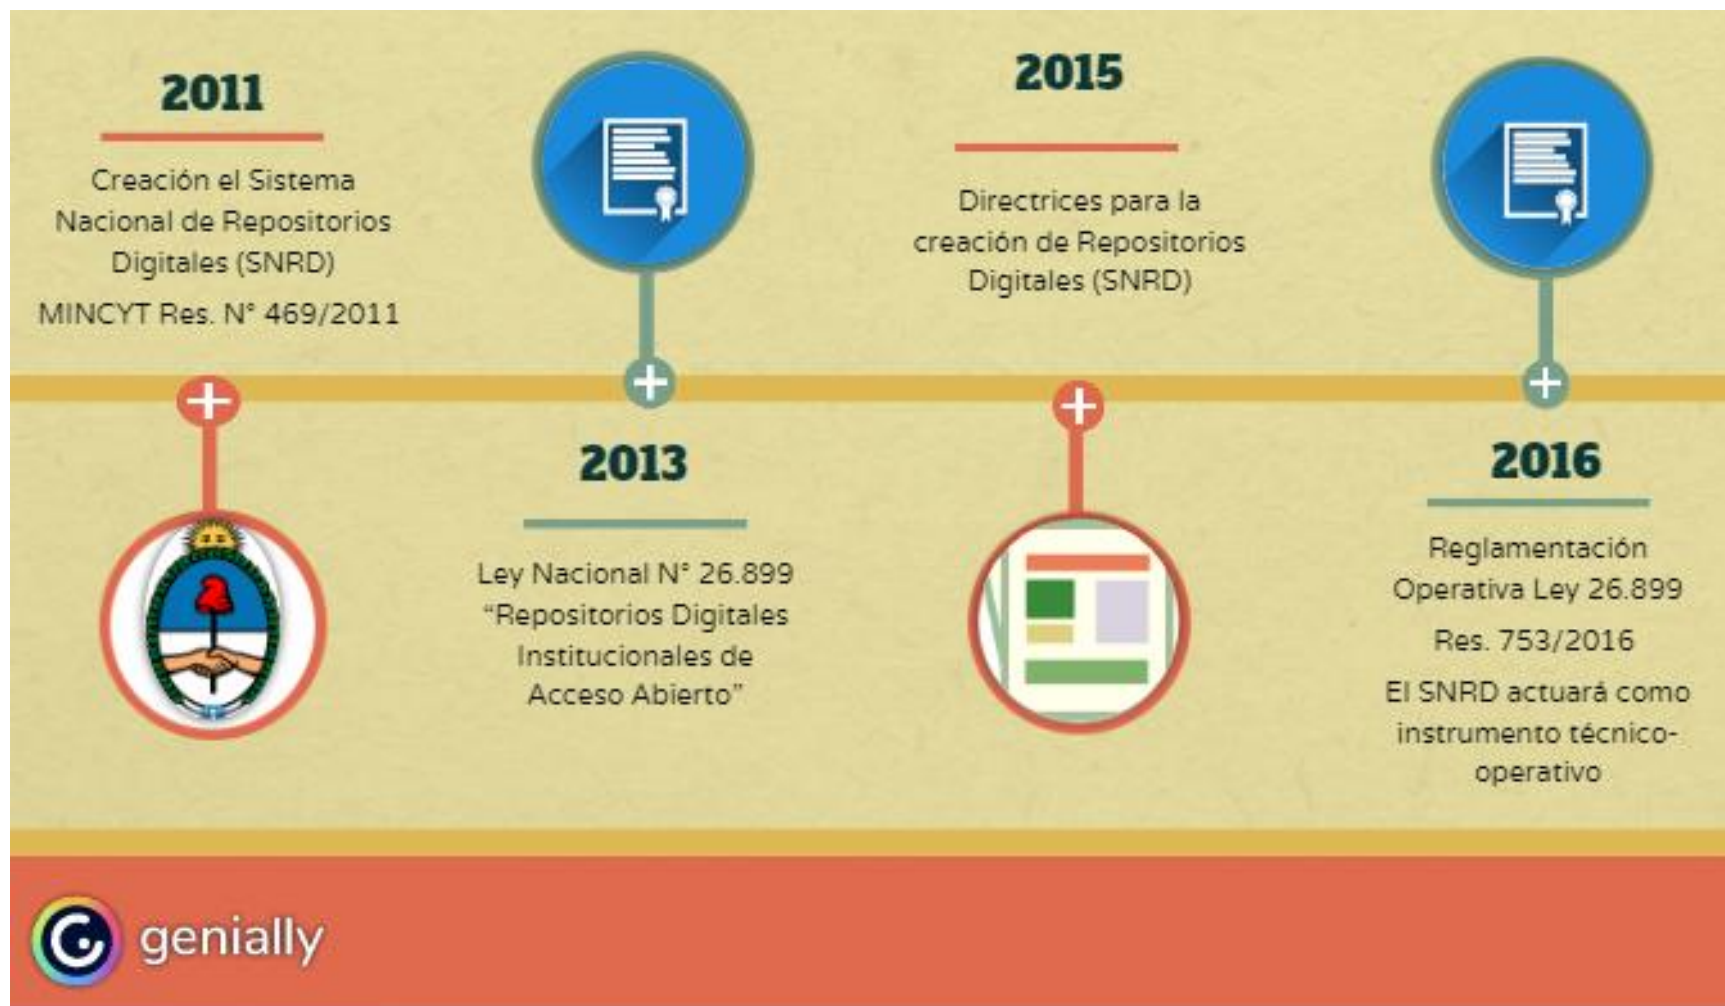 2011
Creación el Sistema
Nacional de Repositorios
Digitales (SNRD)
MINCYT Res. N° 469/2011
2013
Ley Nacional N° 26.899
“Repositorios Digitales
Institucionales de
Acceso Abierto”
2015
Directrices para la
creación de Repositorios
Digitales (SNRD)
2016
Reglamentación
Operativa Ley 26.899
Res. 753/2016
El SNRD actuará como
instrumento técnico-
operativo
genially